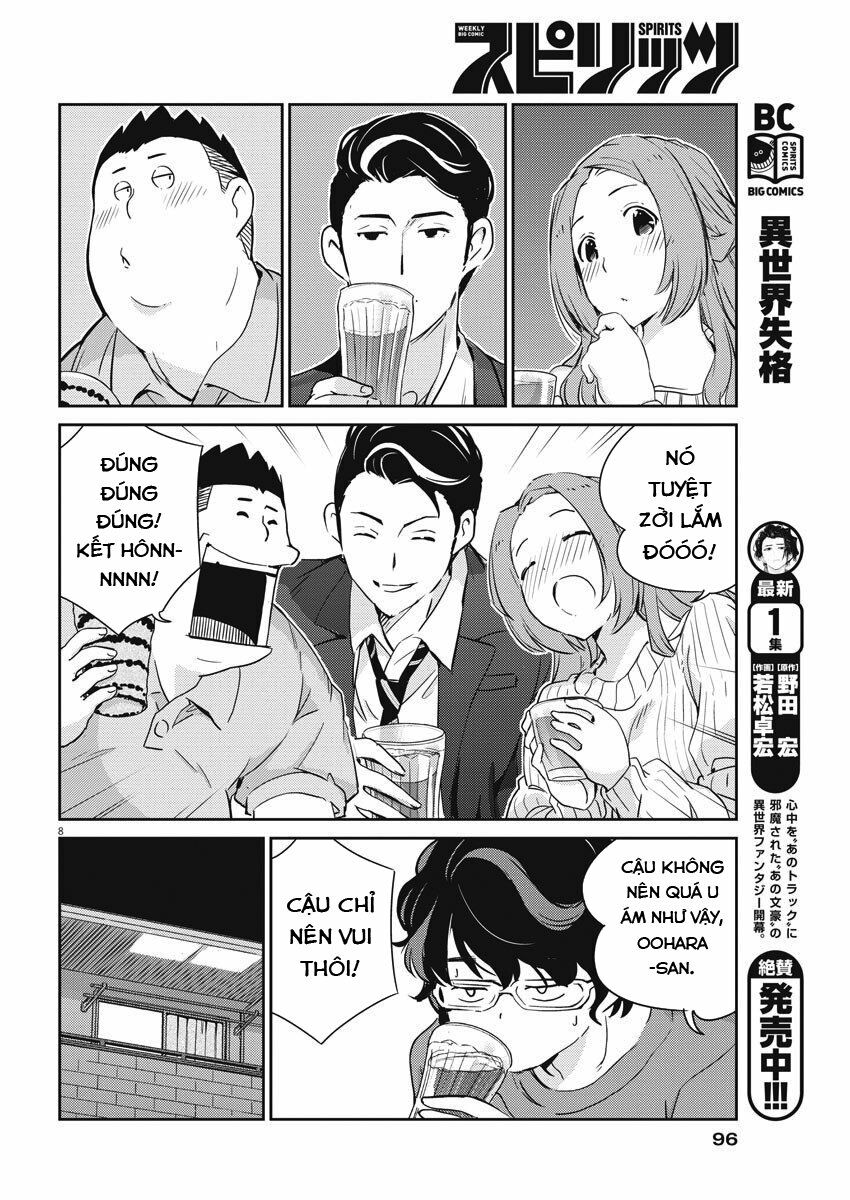 WEEKLY
BIG COMIC
SPIRITS
スピリッツ
BC
SPIRITS
COMICS
BIG COMICS
異世界失格
NÓ
TUYỆT
ZỜI LẮM
ĐÓÓÓ!
ĐÚNG
ĐÚNG
ĐÚNG!
KẾT HÔNN-
NNNN!
最新
1
集
[原作]野田 宏
[作画]若松卓宏
心中を"あのトラック"に
邪魔された"あの文豪"の
異世界ファンタジー開幕。
絶賛
発売中!!!
8
CẬU KHÔNG
NÊN QUÁ U
ÁM NHƯ VẬY,
OOHARA
-SAN.
CẬU CHỈ
NÊN VUI
THÔI!
96